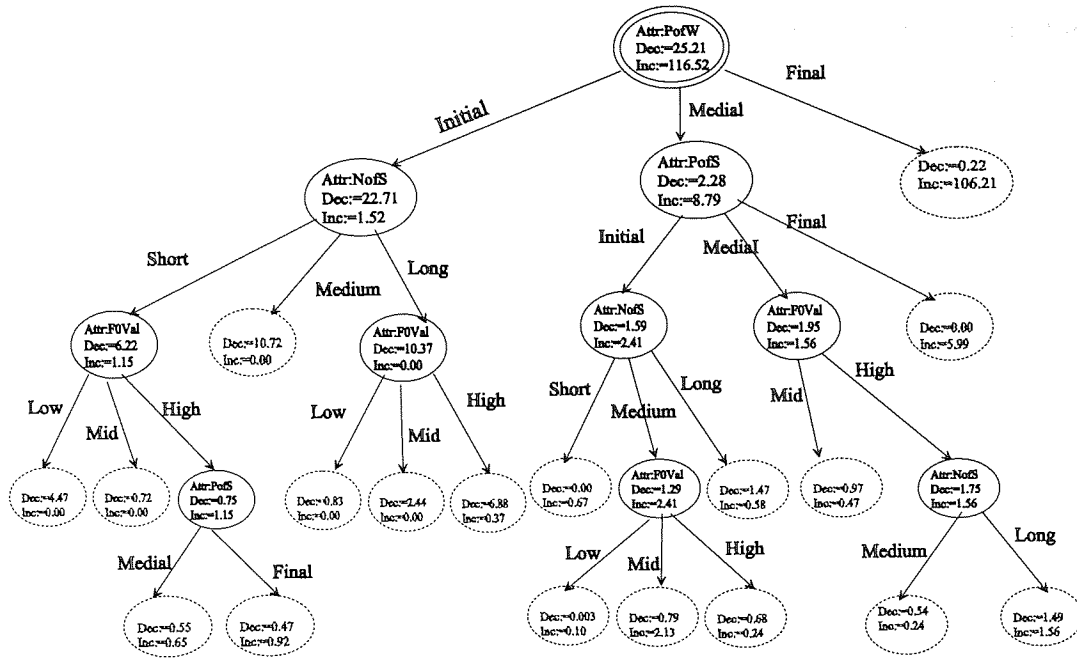 Attr:PofW
Dec:=25.21
Inc:=116.52
Initial
Medial
Final
Attr:NofS
Dec:=22.71
Inc:=1.52
Attr:PofS
Dec:=2.28
Inc:=8.79
Dec:=0.22
Inc:=106.21
Short
Medium
Long
Initial
Medial
Final
Attr:F0Val
Dec:=6.22
Inc:=1.15
Dec:=10.72
Inc:=0.00
Attr:F0Val
Dec:=10.37
Inc:=0.00
Attr:NofS
Dec:=1.59
Inc:=2.41
Attr:F0Val
Dec:=1.95
Inc:=1.56
Dec:=0.00
Inc:=5.99
Low
Mid
High
Low
Mid
High
Short
Medium
Long
Mid
High
Dec:=4.47
Inc:=0.00
Dec:=0.72
Inc:=0.00
Attr:PofS
Dec:=0.75
Inc:=1.15
Dec:=0.83
Inc:=0.00
Dec:=2.44
Inc:=0.00
Dec:=6.88
Inc:=0.37
Dec:=0.00
Inc:=0.67
Attr:F0Val
Dec:=1.29
Inc:=2.41
Dec:=1.47
Inc:=0.58
Dec:=0.97
Inc:=0.47
Attr:NofS
Dec:=1.75
Inc:=1.56
Medial
Final
Low
Mid
High
Medium
Long
Dec:=0.55
Inc:=0.65
Dec:=0.47
Inc:=0.92
Dec:=0.003
Inc:=0.10
Dec:=0.79
Inc:=2.13
Dec:=0.68
Inc:=0.24
Dec:=0.54
Inc:=0.24
Dec:=1.49
Inc:=1.56